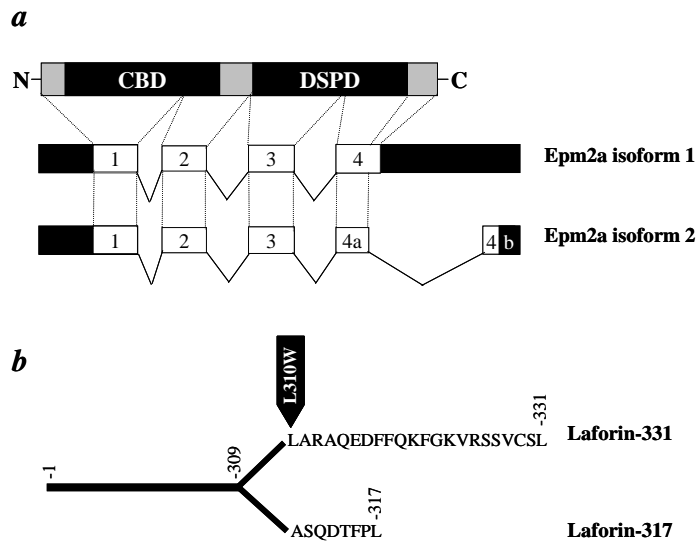 a
N CBD DSPD C
1 2 3 4 Epm2a isoform 1
1 2 3 4a 4 b Epm2a isoform 2
b
L310W
-331
LARAQEDFFQKFGKVRSSVCSL Laforin-331
-1 -309
-317
ASQDTFPL Laforin-317